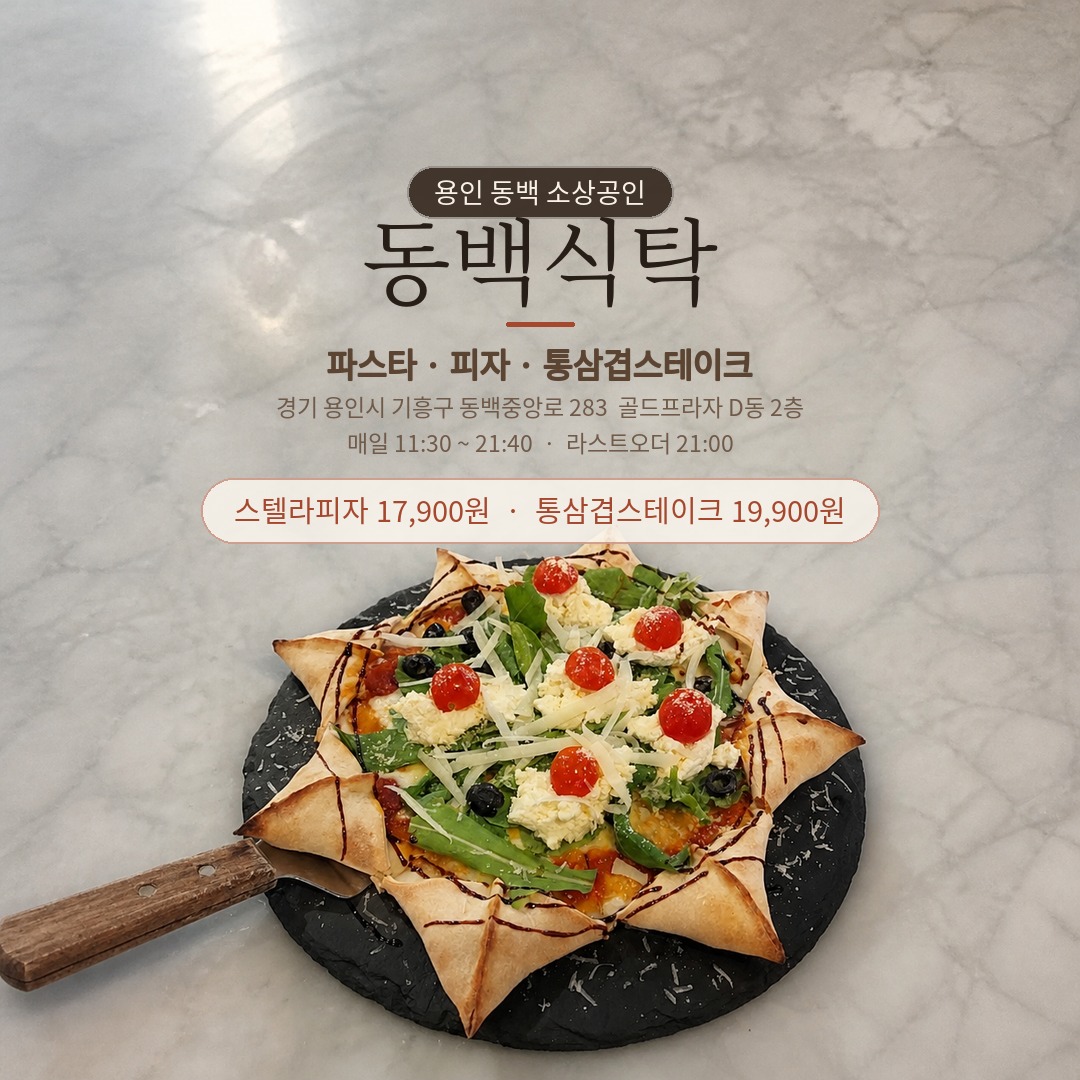 용인 동백 소상공인
동백식탁
파스타 · 피자 · 통삼겹스테이크
경기 용인시 기흥구 동백중앙로 283 골드프라자 D동 2층
매일 11:30 ~ 21:40 · 라스트오더 21:00
스텔라피자 17,900원 · 통삼겹스테이크 19,900원